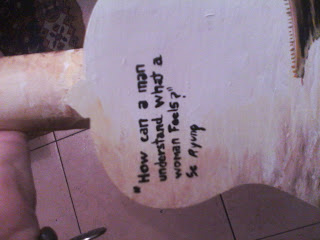 "How can a man
understand what a
woman Feels?"
Se Ryung